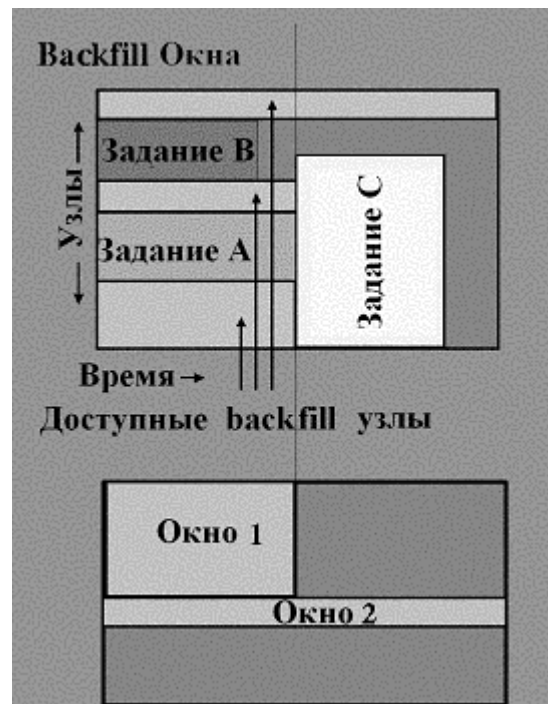 Backfill Окна
Задание B
Узлы
Задание A
Задание C
Время
Доступные backfill узлы
Окно 1
Окно 2